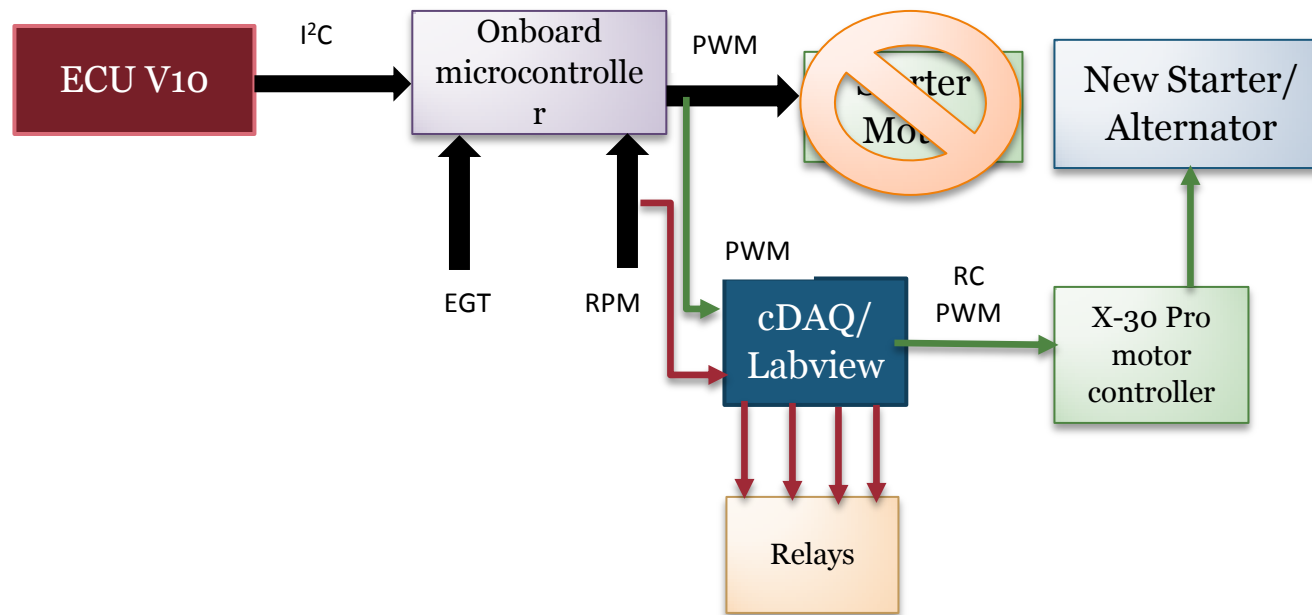 ECU V10
I²C
Onboard
microcontrolle
r
PWM
New Starter/
Alternator
EGT
RPM
PWM
cDAQ/
Labview
RC
PWM
X-30 Pro
motor
controller
Relays